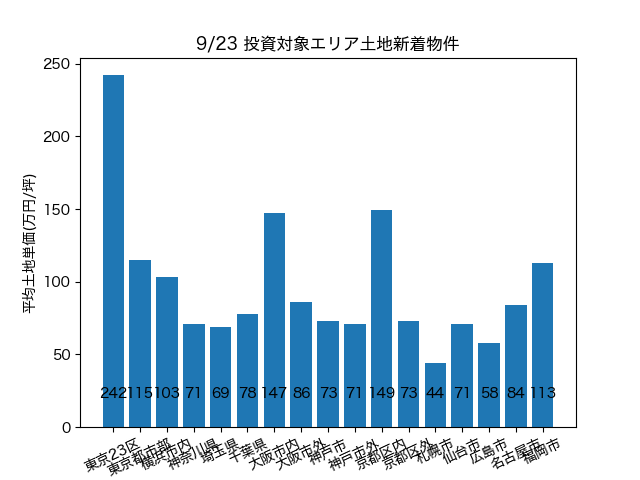 9/23 投資対象エリア土地新着物件
平均土地単価(万円/坪)
250
200
150
100
50
0
242 115 103 71 69 78 147 86 73 71 149 73 44 71 58 84 113
東京23区
東京都市部
横浜市内
神奈川県
埼玉県
千葉県
大阪市内
大阪市外
神戸市
神戸市外
京都区内
京都区外
札幌市
仙台市
広島市
名古屋市
福岡市